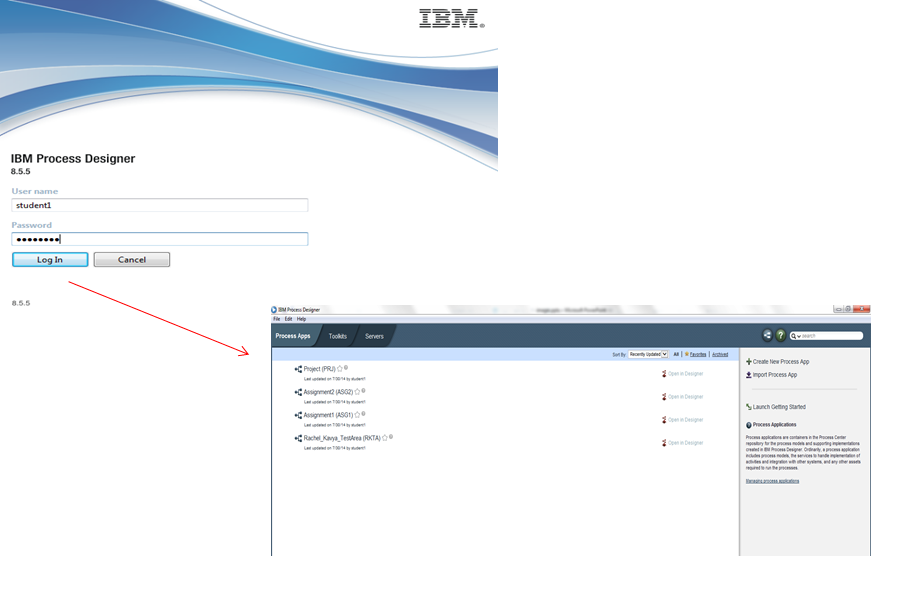 IBM®
IBM Process Designer
8.5.5
User name
student1
Password
Log In Cancel
8.5.5
IBM Process Designer
File Edit Help
Process Apps Toolkits Servers search
Sort By: Recently Updated All | Favorites | Archived
Project (PRJ) Open in Designer
Last updated on 7/30/14 by student1
Assignment2 (ASG2) Open in Designer
Last updated on 7/30/14 by student1
Assignment1 (ASG1) Open in Designer
Last updated on 7/30/14 by student1
Rachel_Kavya_TestArea (RKTA) Open in Designer
Last updated on 7/30/14 by student1
Create New Process App
Import Process App
Launch Getting Started
Process Applications
Process applications are containers in the Process Center
repository for the process models and supporting implementations
created in IBM Process Designer. Ordinarily, a process application
includes process models, the services to handle implementation of
activities and integration with other systems, and any other assets
required to run the processes.
Managing process applications